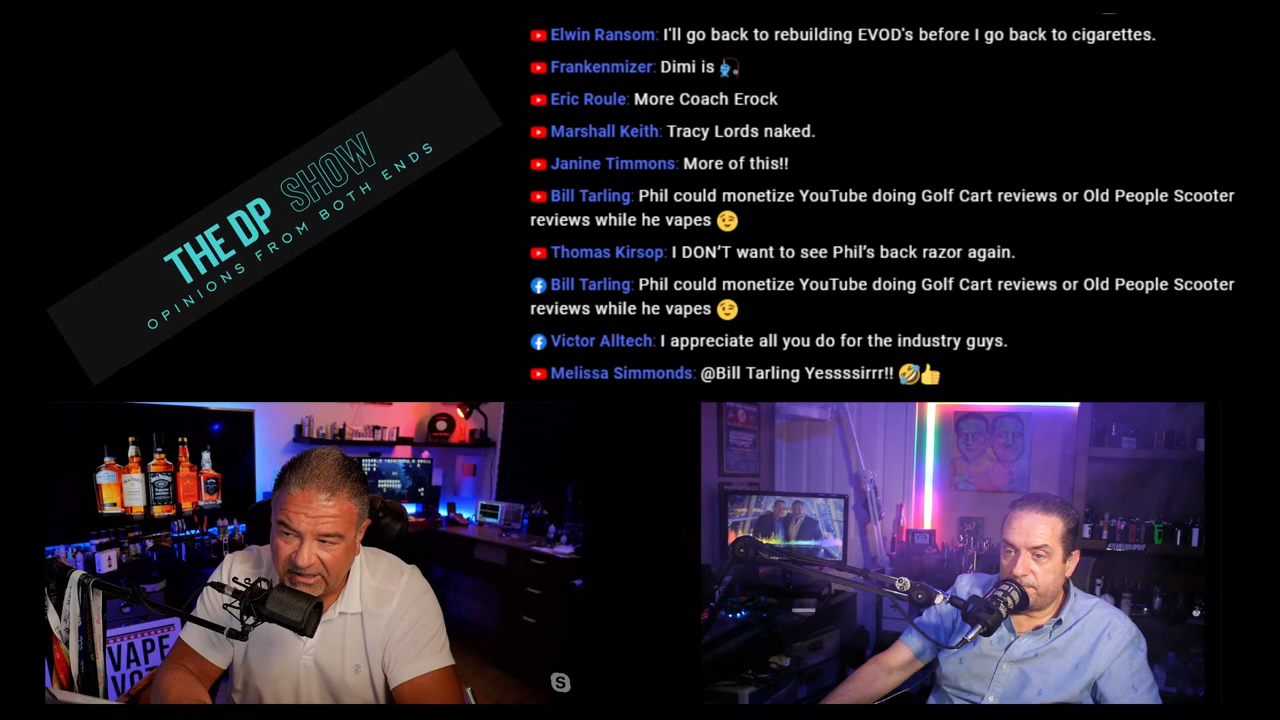 Elwin Ransom: I'll go back to rebuilding EVOD's before I go back to cigarettes.
Frankenmizer: Dimi is 🎣
Eric Roule: More Coach Erock
Marshall Keith: Tracy Lords naked.
Janine Timmons: More of this!!
Bill Tarling: Phil could monetize YouTube doing Golf Cart reviews or Old People Scooter
reviews while he vapes 😉
Thomas Kirsop: I DON'T want to see Phil's back razor again.
Bill Tarling: Phil could monetize YouTube doing Golf Cart reviews or Old People Scooter
reviews while he vapes 😉
Victor Alltech: I appreciate all you do for the industry guys.
Melissa Simmonds: @Bill Tarling Yesssssirrr!! 🤣👍
THE DP SHOW
OPINIONS FROM BOTH ENDS
VAPE